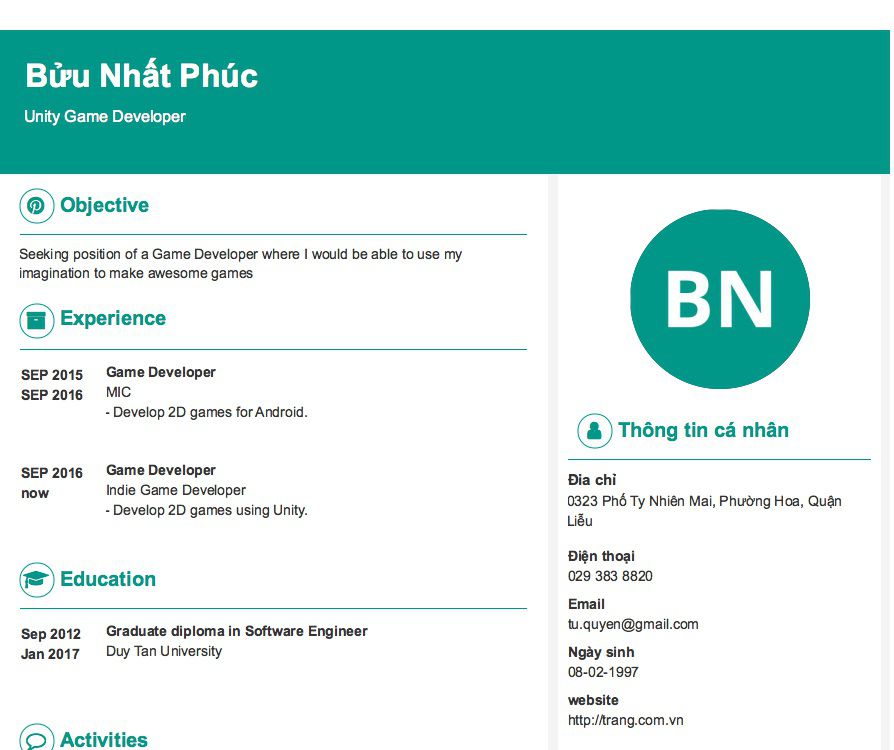 Bửu Nhất Phúc
Unity Game Developer
Objective
Seeking position of a Game Developer where I would be able to use my
imagination to make awesome games
Experience
SEP 2015
SEP 2016
Game Developer
MIC
- Develop 2D games for Android.
SEP 2016
now
Game Developer
Indie Game Developer
- Develop 2D games using Unity.
Education
Sep 2012
Jan 2017
Graduate diploma in Software Engineer
Duy Tan University
Activities
BN
Thông tin cá nhân
Đia chỉ
0323 Phố Ty Nhiên Mai, Phường Hoa, Quận
Liễu
Điện thoại
029 383 8820
Email
tu.quyen@gmail.com
Ngày sinh
08-02-1997
website
http://trang.com.vn